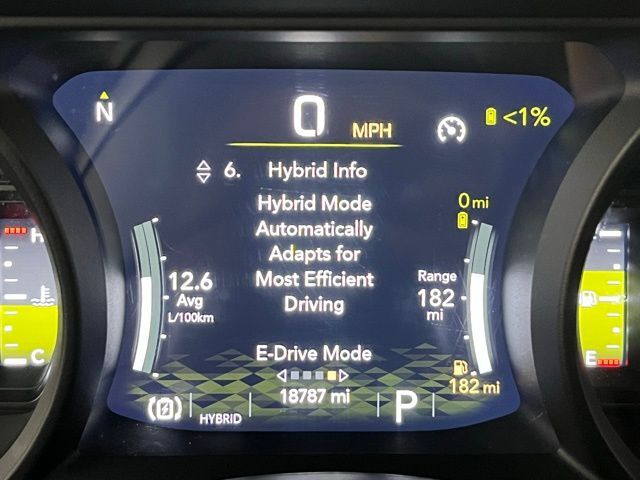 N
0 MPH
<1%
6. Hybrid Info
Hybrid Mode
Automatically
Adapts for
Most Efficient
Driving
0 mi
12.6
Avg
L/100km
Range
182
mi
E-Drive Mode
182 mi
18787 mi
HYBRID
P
H
C
E